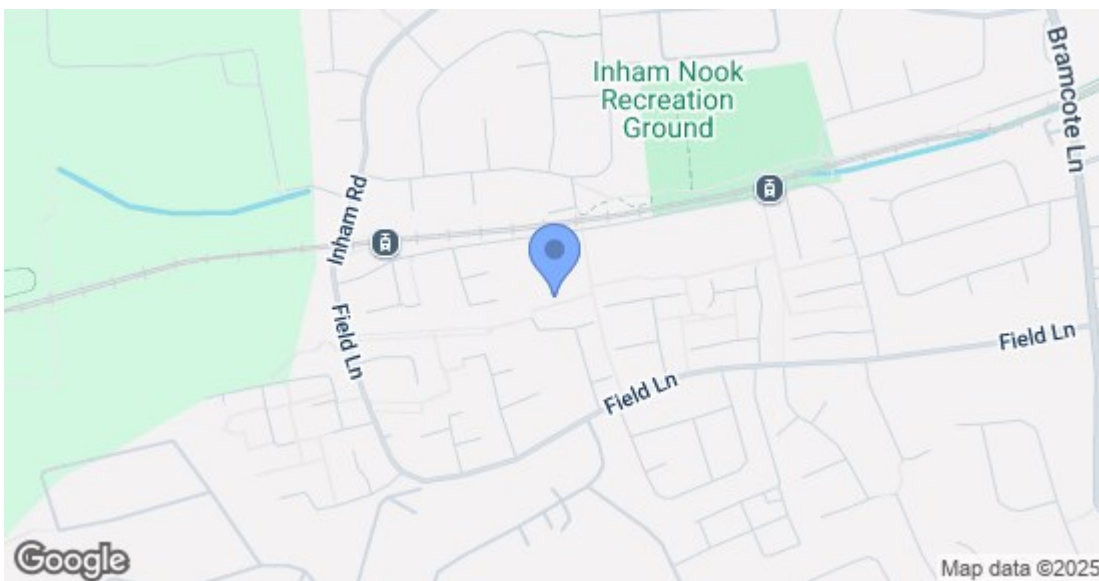 Bramcote Ln
Inham Nook
Recreation
Ground
Inham Rd
Field Ln
Field Ln
Field Ln
Google
Map data ©2025